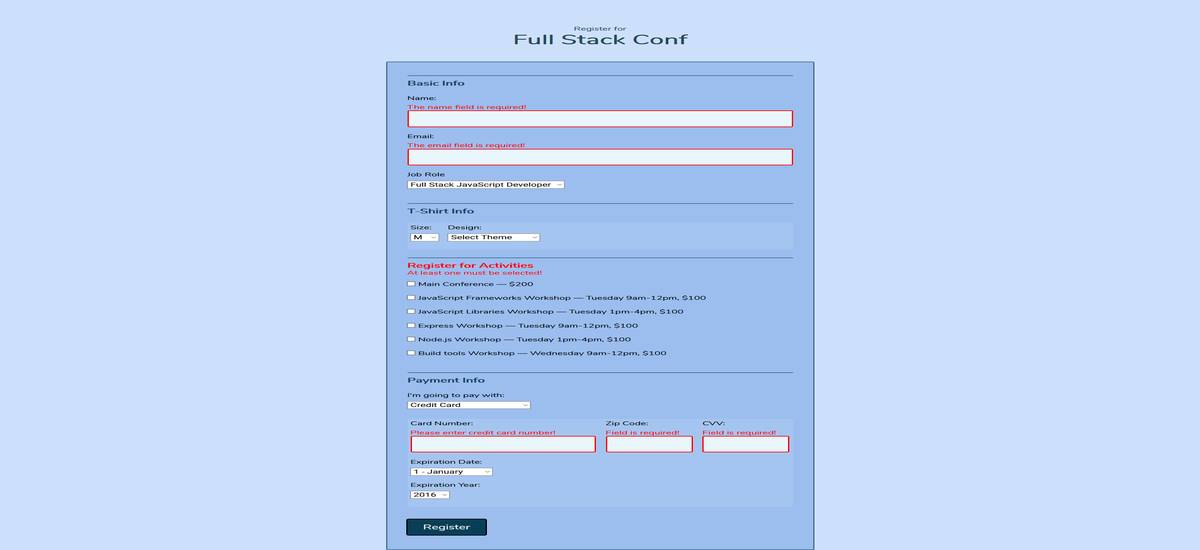 Register for
Full Stack Conf
Basic Info
Name:
The name field is required!
Email:
The email field is required!
Job Role
Full Stack JavaScript Developer
T-Shirt Info
Size: Design:
M Select Theme
Register for Activities
At least one must be selected!
Main Conference — $200
JavaScript Frameworks Workshop — Tuesday 9am-12pm, $100
JavaScript Libraries Workshop — Tuesday 1pm-4pm, $100
Express Workshop — Tuesday 9am-12pm, $100
Node.js Workshop — Tuesday 1pm-4pm, $100
Build tools Workshop — Wednesday 9am-12pm, $100
Payment Info
I'm going to pay with:
Credit Card
Card Number: Zip Code: CVV:
Please enter credit card number! Field is required! Field is required!
Expiration Date:
1 - January
Expiration Year:
2016
Register